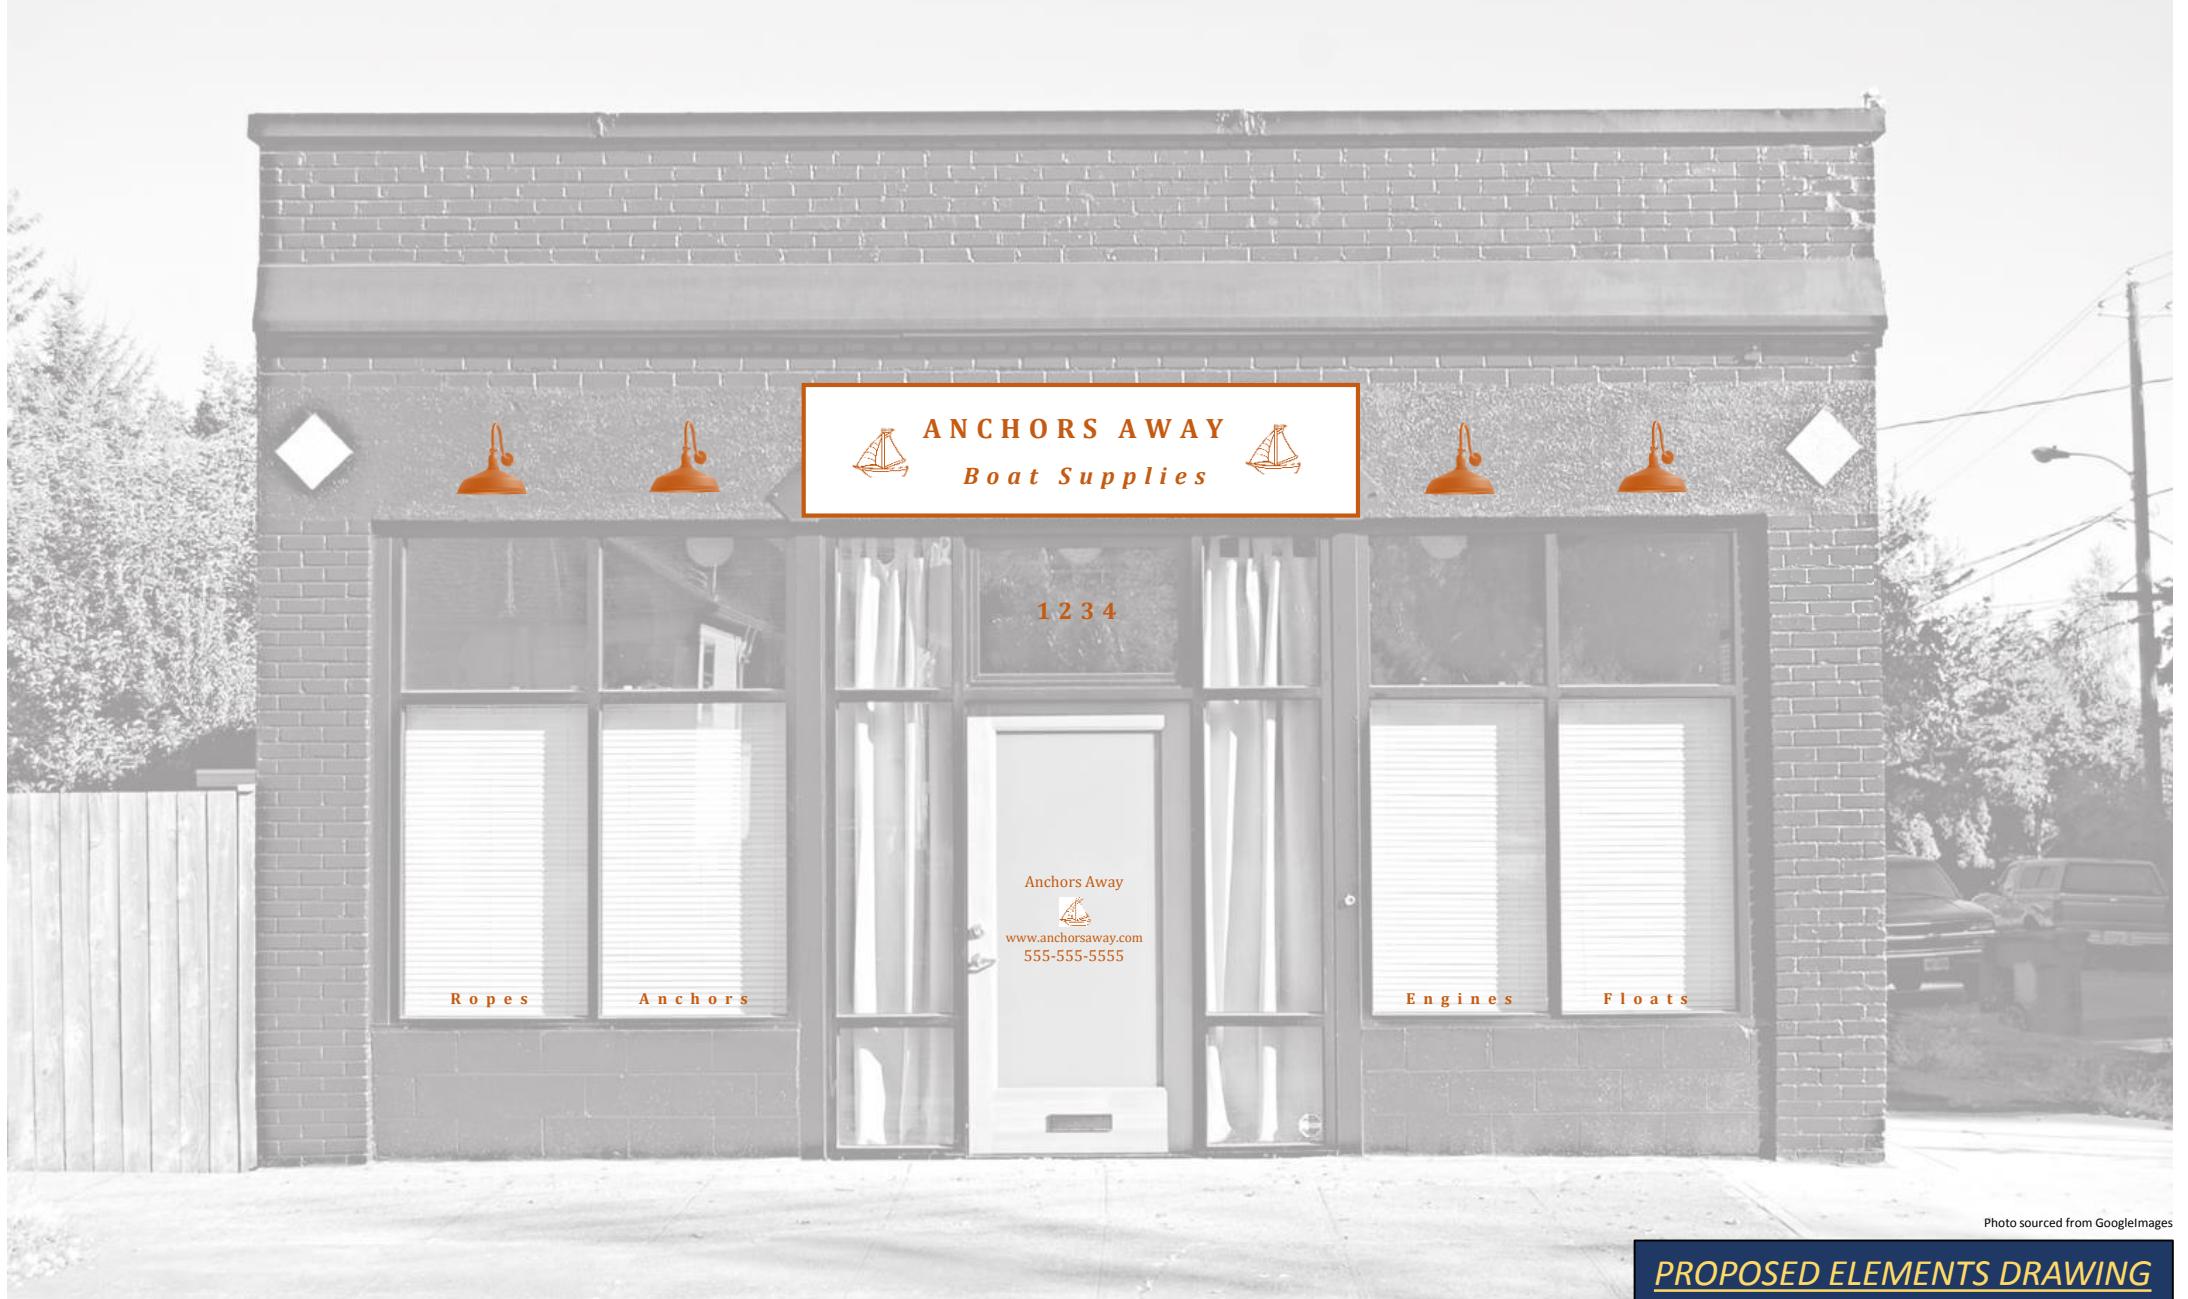 ANCHORS AWAY
Boat Supplies
1234
Anchors Away
www.anchorsaway.com
555-555-5555
Ropes
Anchors
Engines
Floats
Photo sourced from GoogleImages
PROPOSED ELEMENTS DRAWING